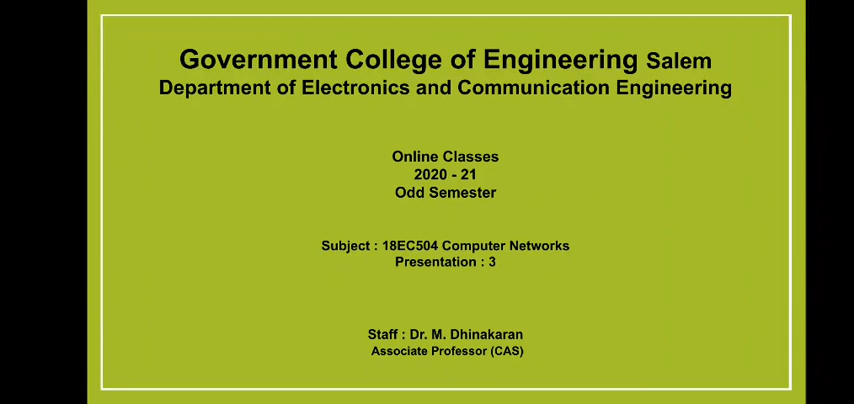 Government College of Engineering Salem
Department of Electronics and Communication Engineering
Online Classes
2020 - 21
Odd Semester
Subject : 18EC504 Computer Networks
Presentation : 3
Staff : Dr. M. Dhinakaran
Associate Professor (CAS)